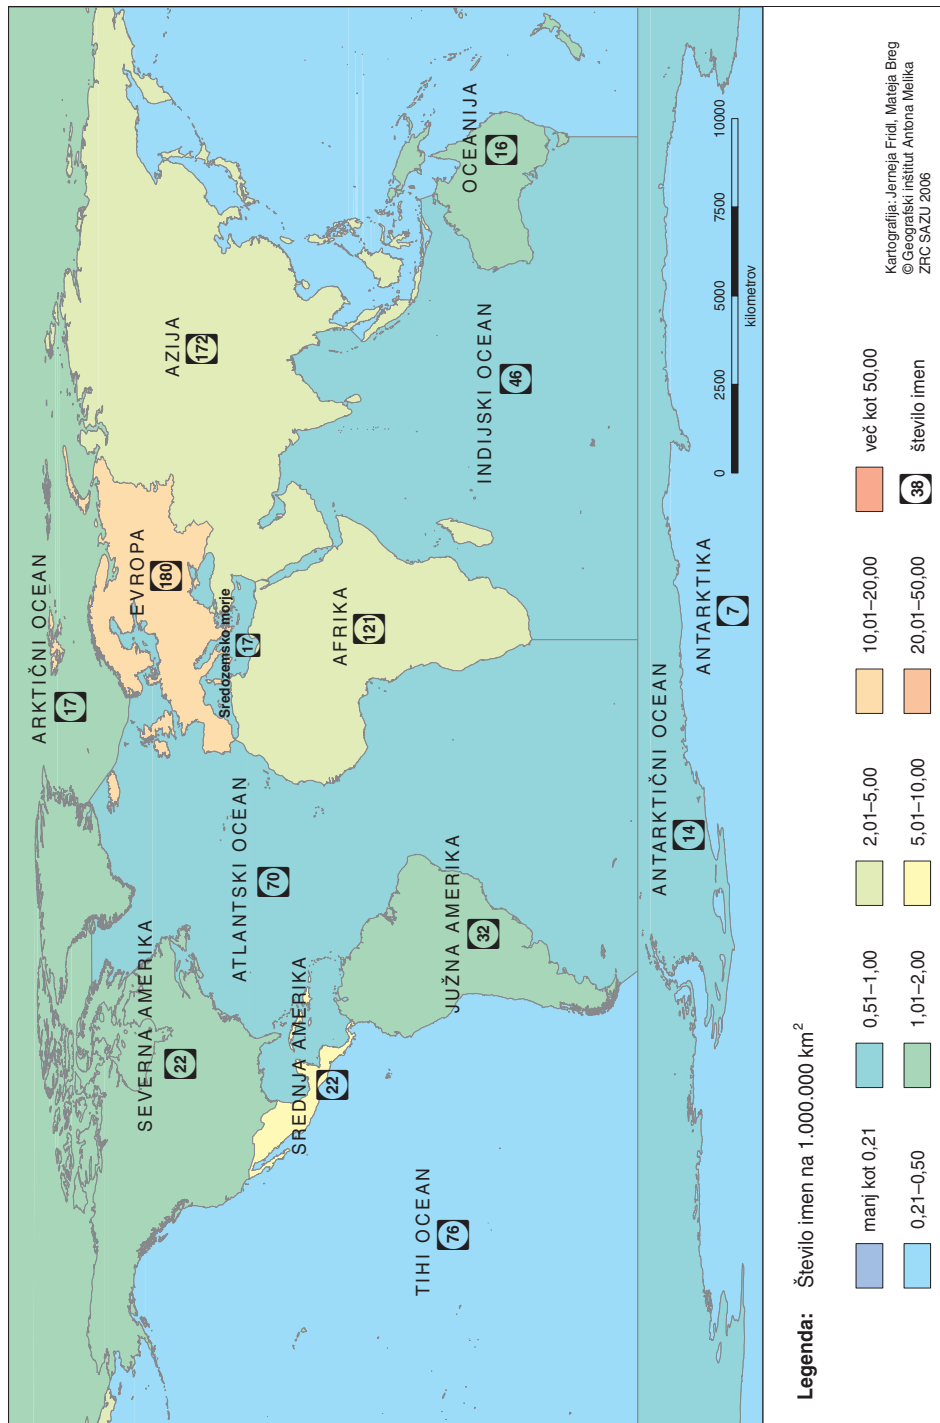 ARKTIČNI OCEAN
17
SEVERNA AMERIKA
22
EVROPA
180
AZIJA
172
Sredozemsko morje
17
ATLANTSKI OCEAN
70
SREDNJA AMERIKA
22
AFRIKA
121
TIHI OCEAN
76
JUŽNA AMERIKA
32
INDIJSKI OCEAN
46
OCEANIJA
16
ANTARKTIČNI OCEAN
14
ANTARKTIKA
7
0 2500 5000 7500 10000
kilometrov
Legenda: Število imen na 1.000.000 km²
manj kot 0,21
0,21–0,50
0,51–1,00
1,01–2,00
2,01–5,00
5,01–10,00
10,01–20,00
20,01–50,00
več kot 50,00
38 število imen
Kartografija: Jerneja Fridl, Mateja Breg
© Geografski inštitut Antona Melika
ZRC SAZU 2006